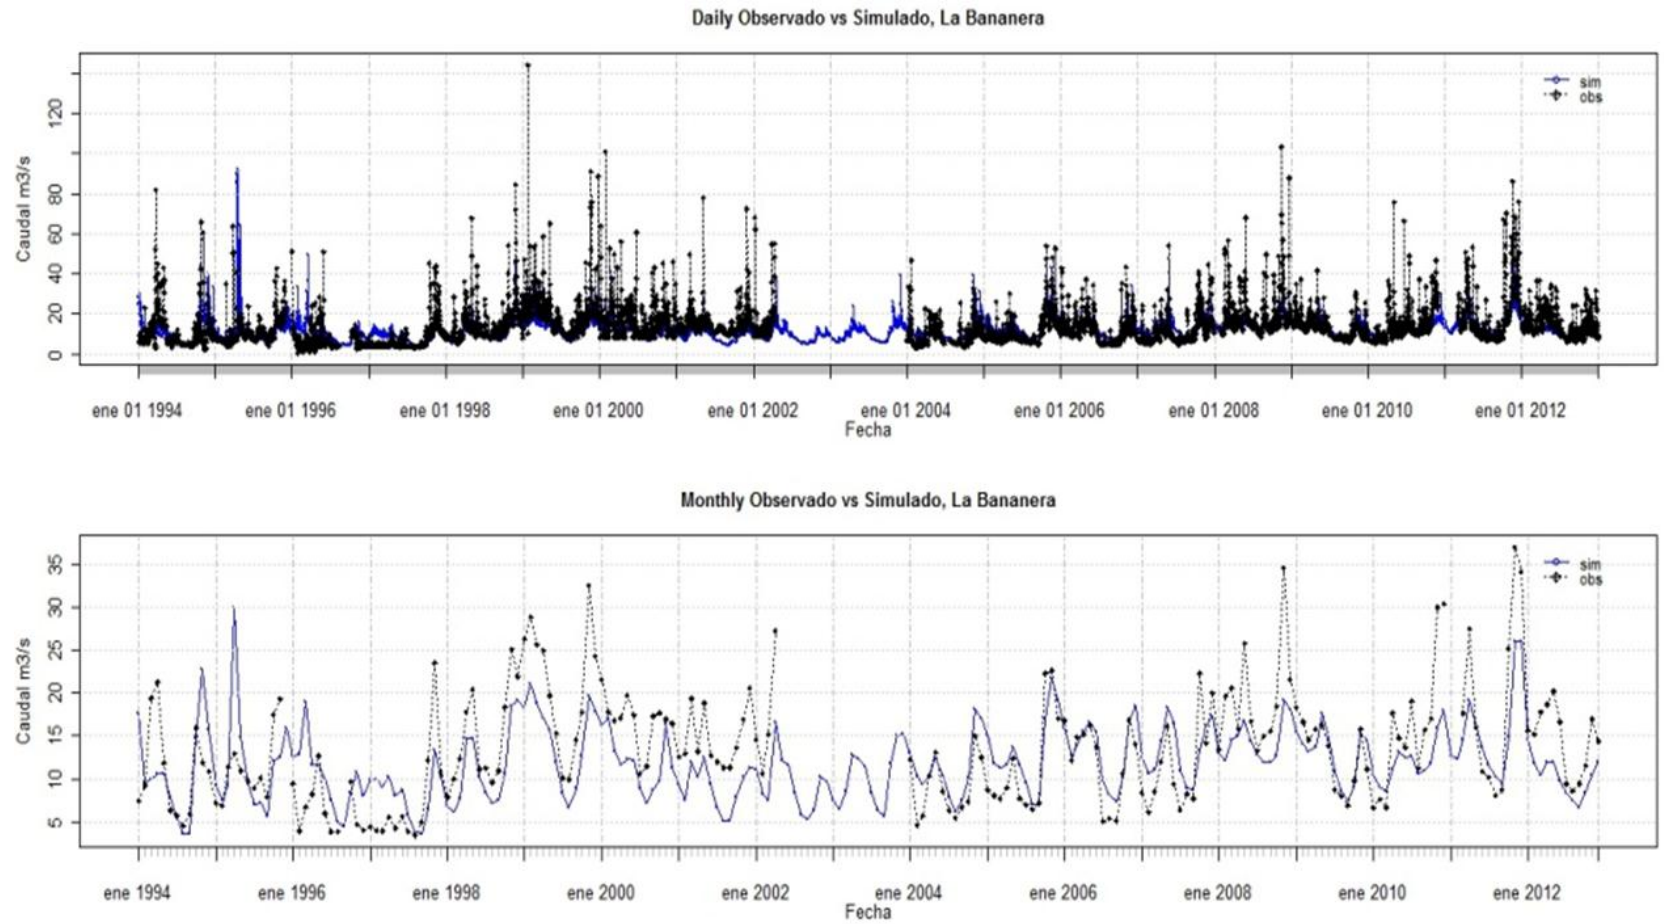 Daily Observado vs Simulado, La Bananera
Caudal m3/s
0 20 40 60 80 120
sim
obs
ene 01 1994 ene 01 1996 ene 01 1998 ene 01 2000 ene 01 2002 ene 01 2004 ene 01 2006 ene 01 2008 ene 01 2010 ene 01 2012
Fecha
Monthly Observado vs Simulado, La Bananera
Caudal m3/s
5 10 15 20 25 30 35
sim
obs
ene 1994 ene 1996 ene 1998 ene 2000 ene 2002 ene 2004 ene 2006 ene 2008 ene 2010 ene 2012
Fecha